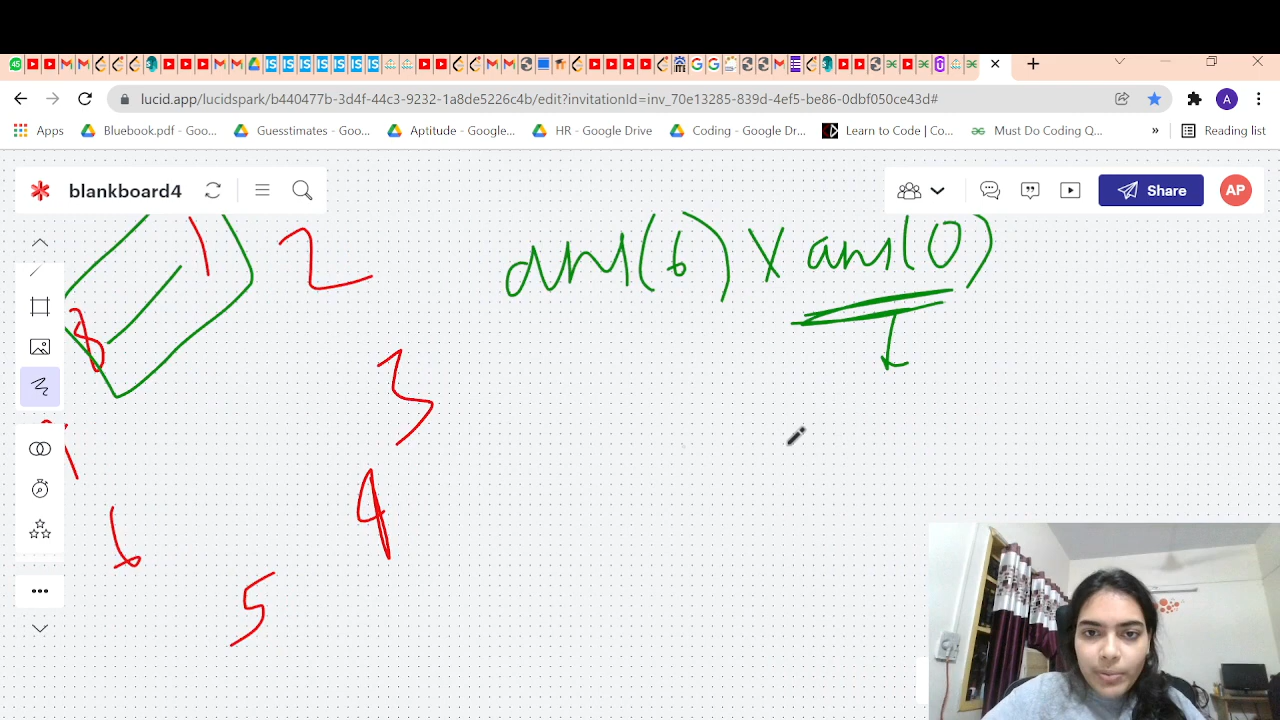 45
lucid.app/lucidspark/b440477b-3d4f-44c3-9232-1a8de5226c4b/edit?invitationId=inv_70e13285-839d-4ef5-be86-0dbf050ce43d#
A
Apps Bluebook.pdf - Goo... Guesstimates - Goo... Aptitude - Google... HR - Google Drive Coding - Google Dr... Learn to Code | Co... Must Do Coding Q... » Reading list
blankboard4 Share AP
1 2
ans(6) x ans(0)
8
3
4
6
5